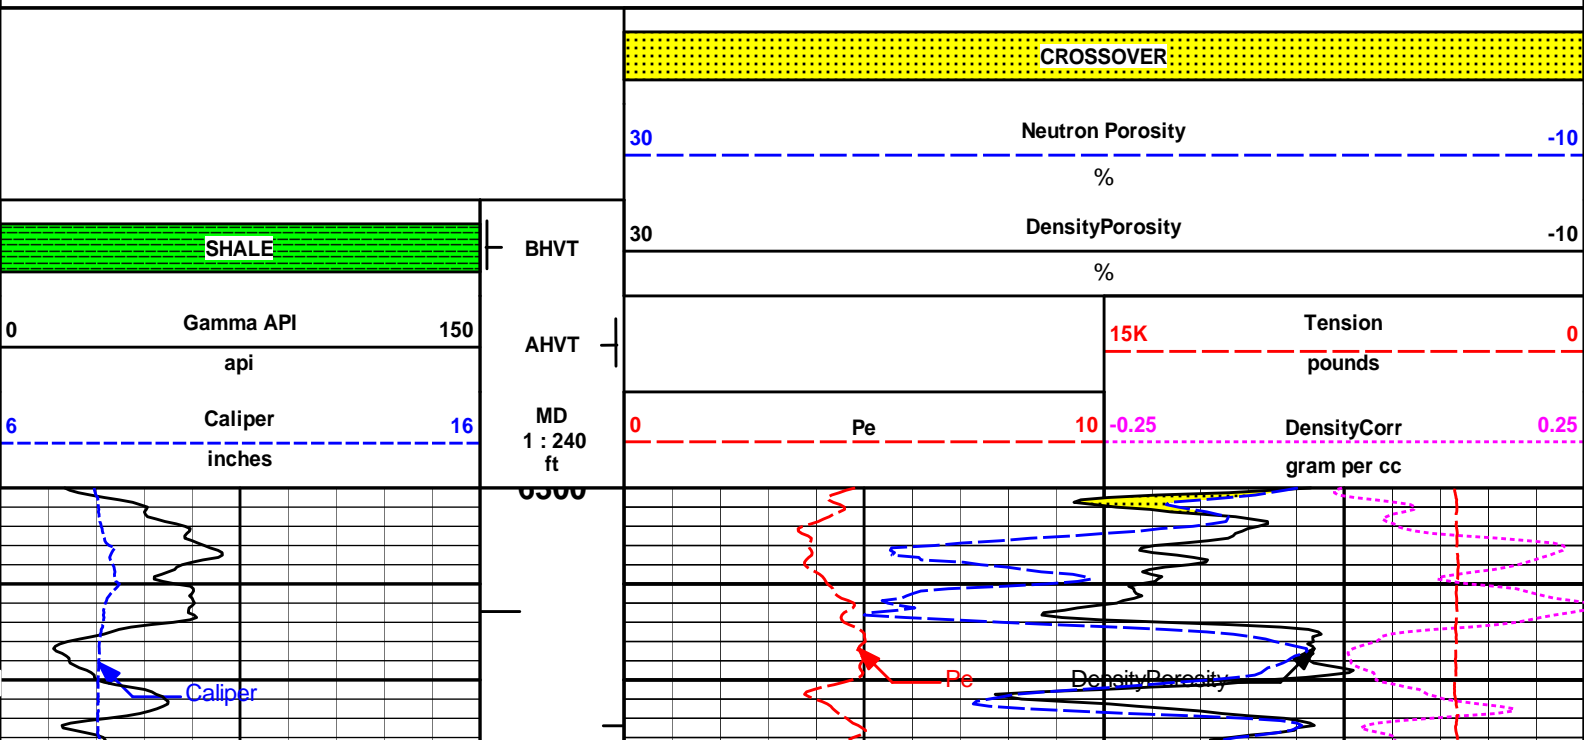 CROSSOVER
30 Neutron Porosity -10
%
30 DensityPorosity -10
%
SHALE
BHVT
0 Gamma API 150
api
AHVT
15K Tension 0
pounds
6 Caliper 16
inches
MD
1 : 240
ft
0 Pe 10
-0.25 DensityCorr 0.25
gram per cc
6300
Caliper
Pe
DensityPorosity